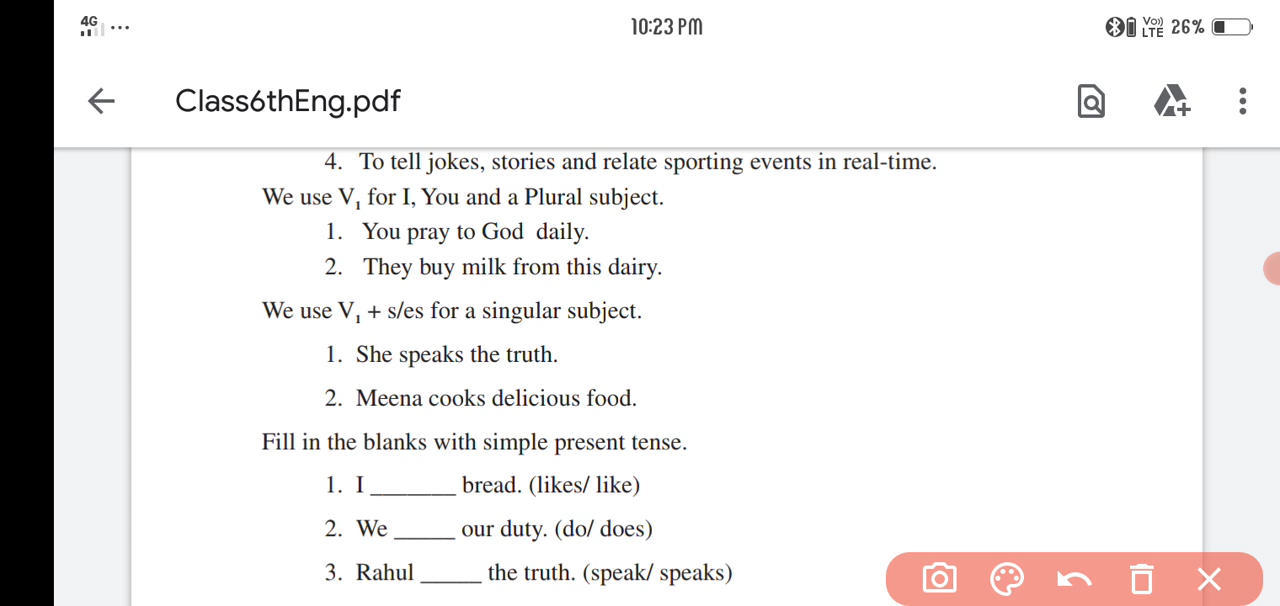 4G ... 10:23 PM Vo)) LTE 26%
Class6thEng.pdf
4. To tell jokes, stories and relate sporting events in real-time.
We use V₁ for I, You and a Plural subject.
1. You pray to God daily.
2. They buy milk from this dairy.
We use V₁ + s/es for a singular subject.
1. She speaks the truth.
2. Meena cooks delicious food.
Fill in the blanks with simple present tense.
1. I _______ bread. (likes/ like)
2. We _____ our duty. (do/ does)
3. Rahul _____ the truth. (speak/ speaks)